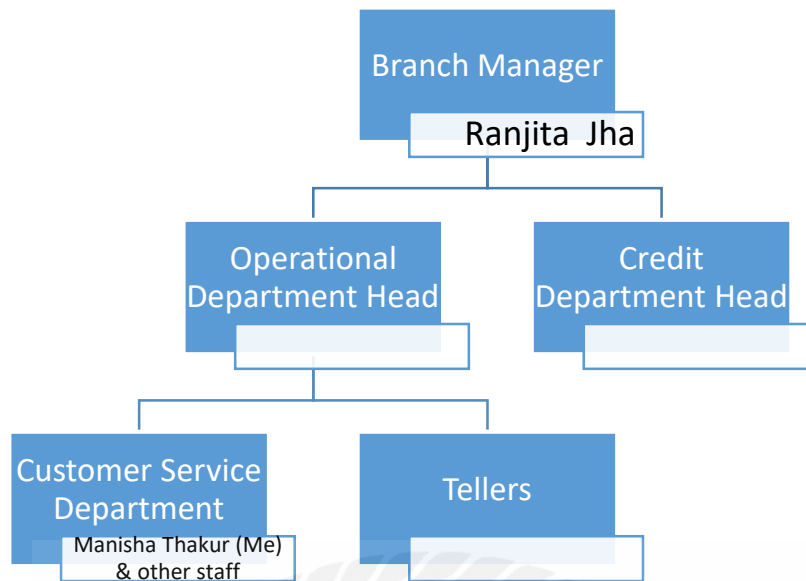 Branch Manager
Ranjita Jha
Operational
Department Head
Credit
Department Head
Customer Service
Department
Manisha Thakur (Me)
& other staff
Tellers